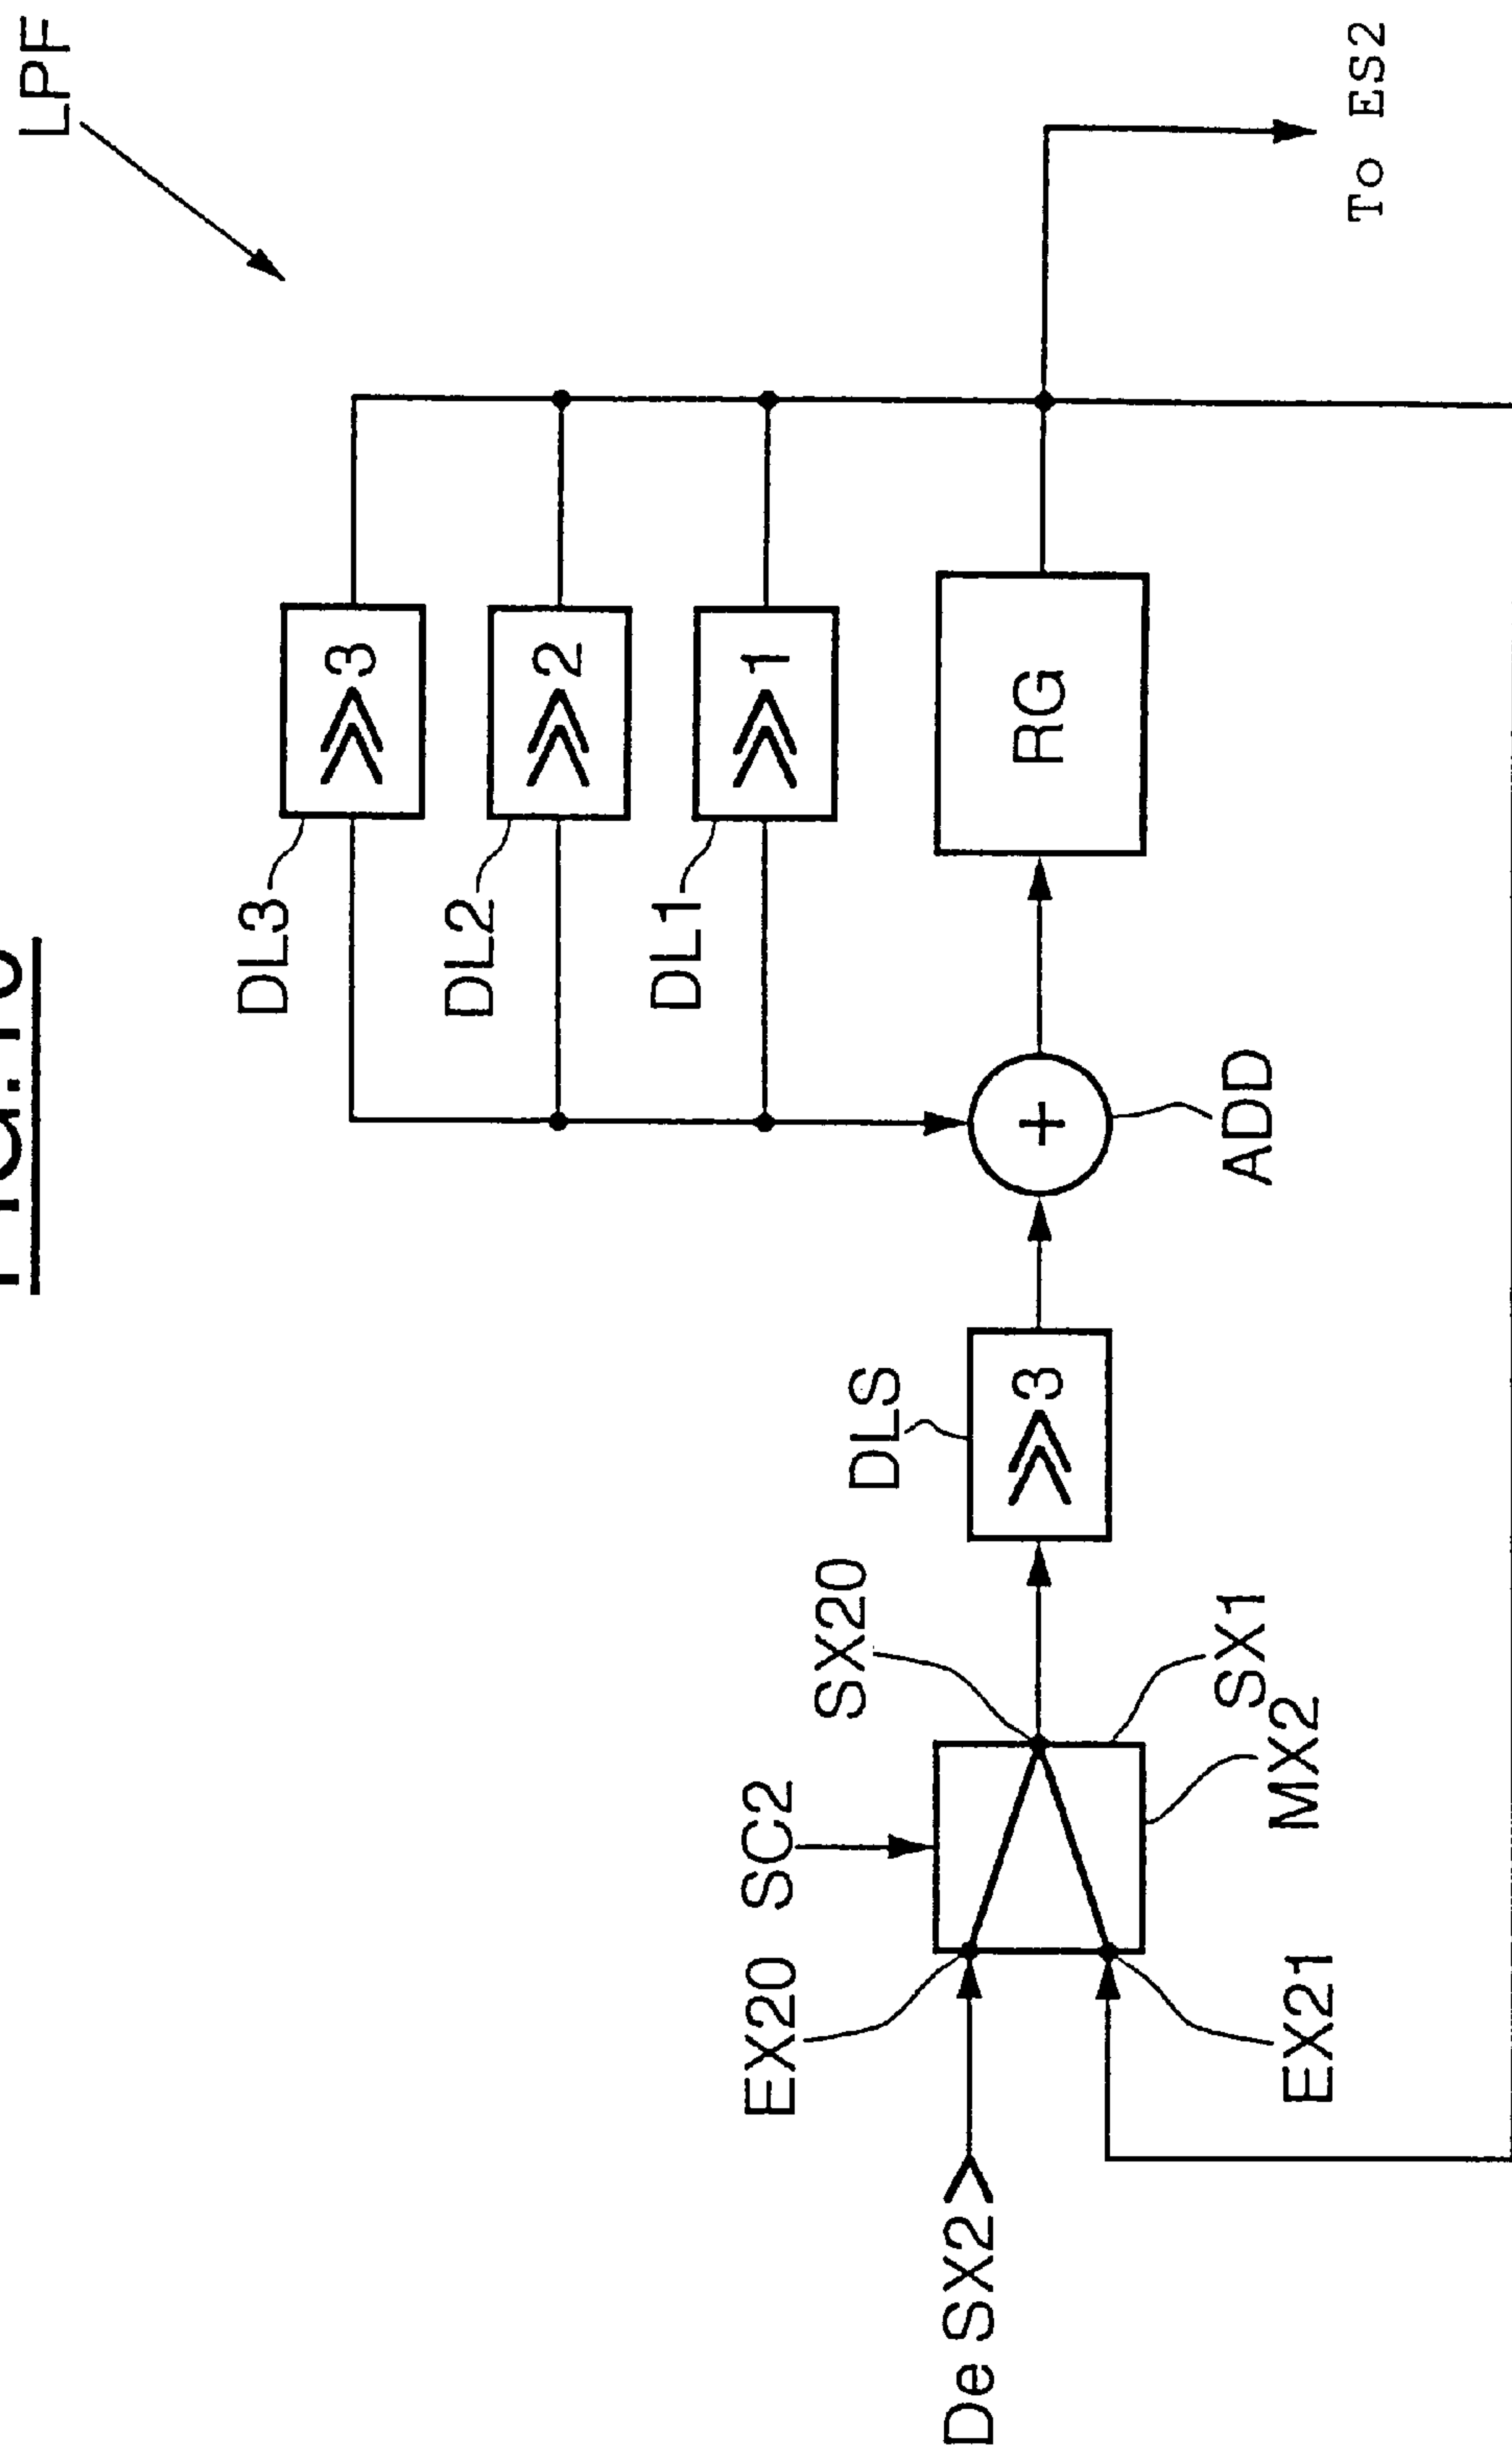 LPF
DL3
≫3
DL2
≫2
DL1
≫1
RG
To ES2
ADD
DLS
≫3
SX20
SC2
EX20
De SX2
SX1
MX2
EX21